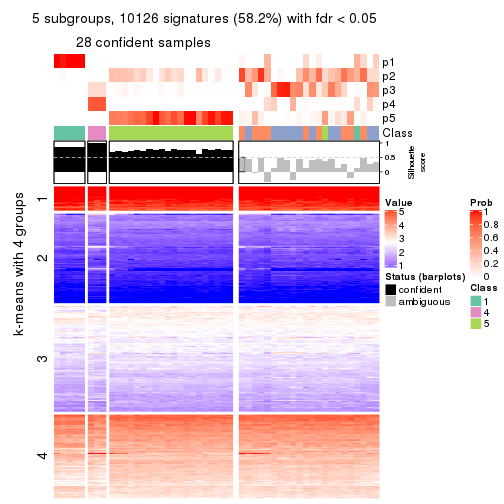 5 subgroups, 10126 signatures (58.2%) with fdr < 0.05
28 confident samples
p1
p2
p3
p4
p5
Class
1
0.5
0
Silhouette
score
k-means with 4 groups
1
2
3
4
Value
5
4
3
2
1
Status (barplots)
confident
ambiguous
Prob
1
0.8
0.6
0.4
0.2
0
Class
1
4
5